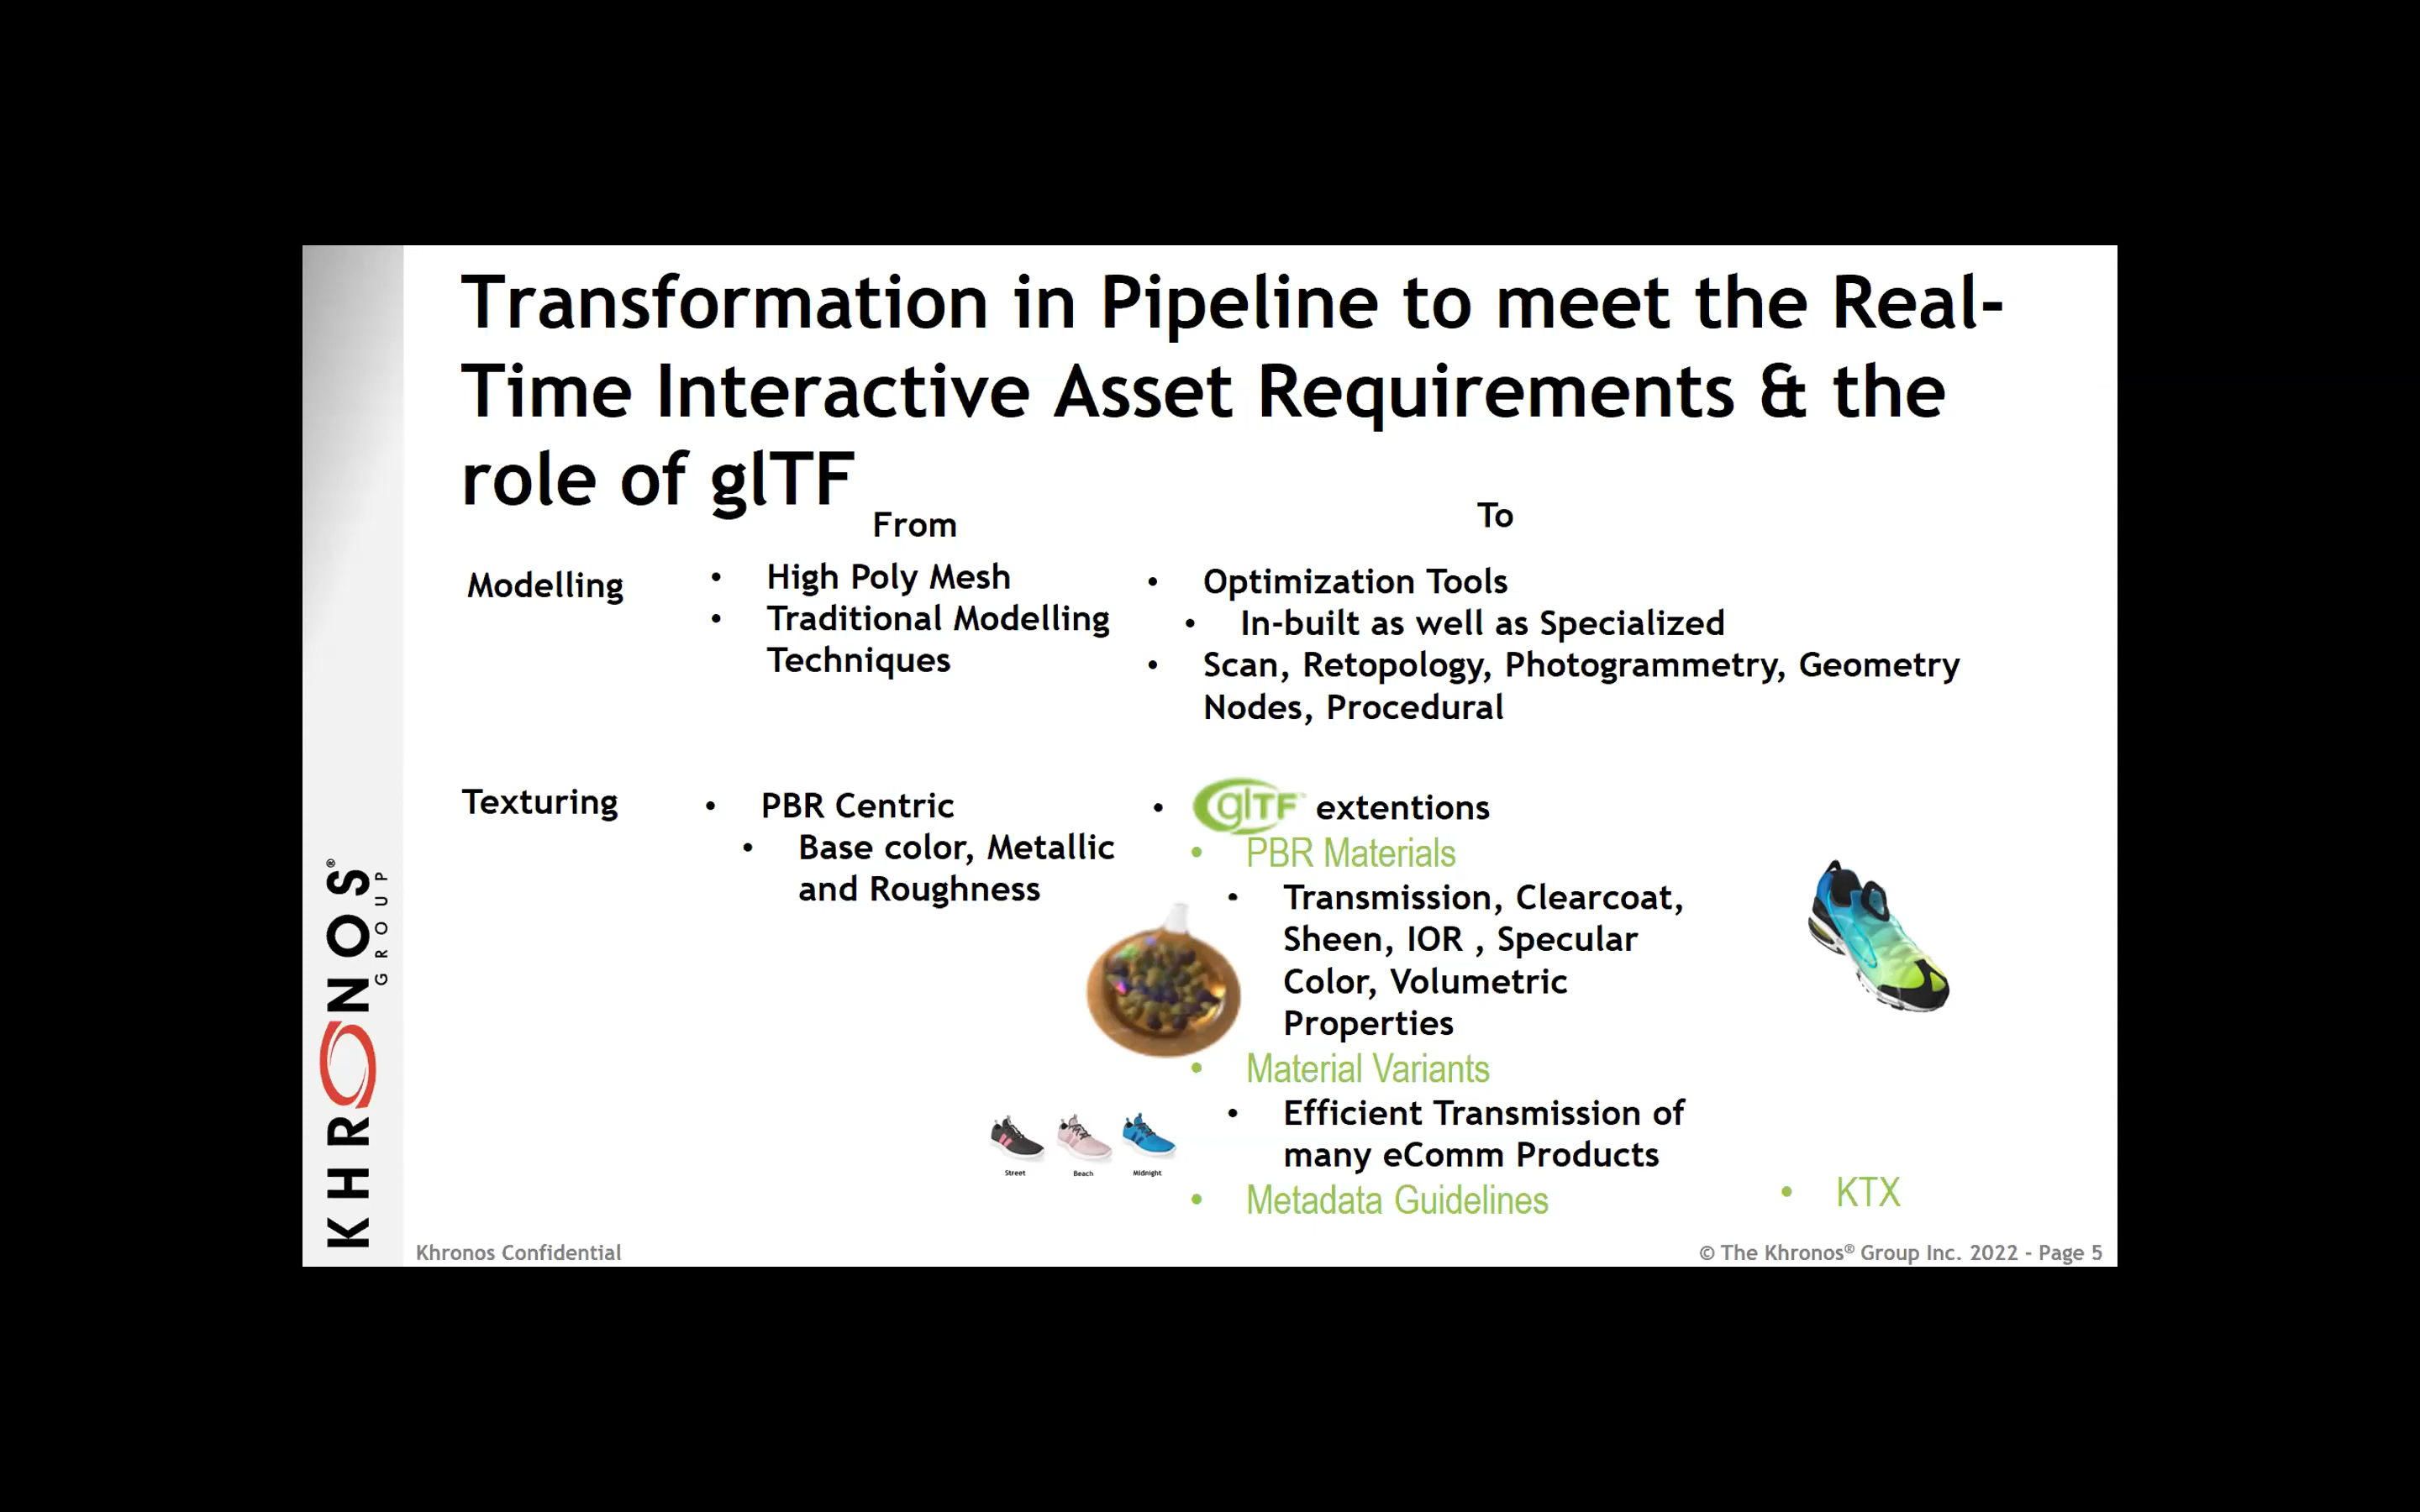 Transformation in Pipeline to meet the Real-
Time Interactive Asset Requirements & the
role of glTF
From
To
Modelling
• High Poly Mesh
• Traditional Modelling
Techniques
• Optimization Tools
• In-built as well as Specialized
• Scan, Retopology, Photogrammetry, Geometry
Nodes, Procedural
Texturing
• PBR Centric
• Base color, Metallic
and Roughness
• glTF™ extentions
• PBR Materials
• Transmission, Clearcoat,
Sheen, IOR , Specular
Color, Volumetric
Properties
• Material Variants
• Efficient Transmission of
many eComm Products
• Metadata Guidelines
• KTX
Street
Beach
Midnight
KHRONOS®
GROUP
Khronos Confidential
© The Khronos® Group Inc. 2022 - Page 5